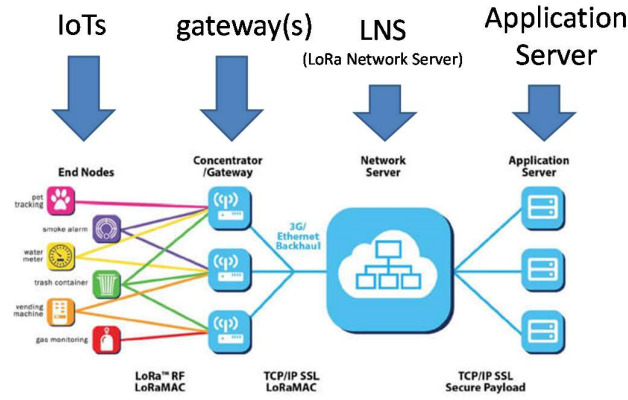 IoTs
gateway(s)
LNS
(LoRa Network Server)
Application
Server
End Nodes
Concentrator
/Gateway
Network
Server
Application
Server
pet
tracking
smoke alarm
water
meter
trash container
vending
machine
gas monitoring
3G/
Ethernet
Backhaul
LoRa™ RF
LoRaMAC
TCP/IP SSL
LoRaMAC
TCP/IP SSL
Secure Payload